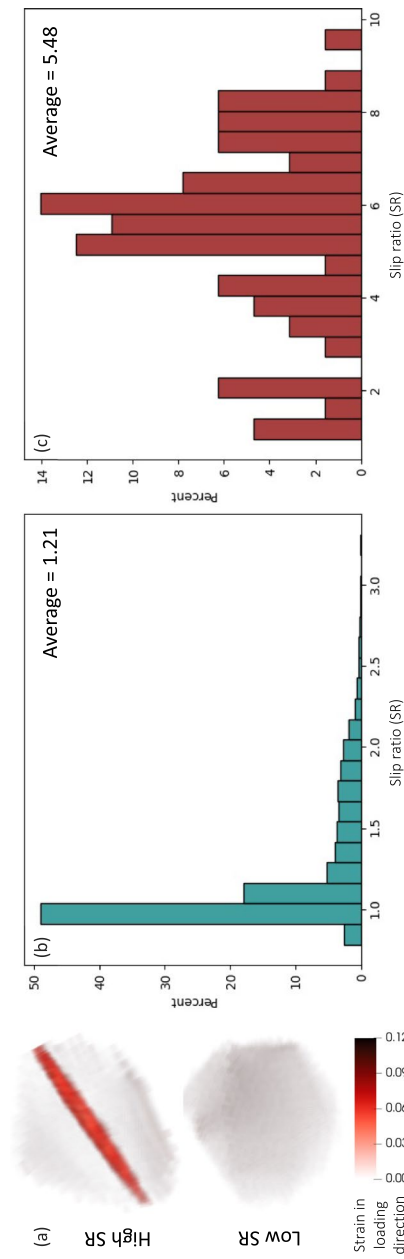 (a)
High SR
Low SR
Strain in
loading
direction
0.00 0.03 0.06 0.09 0.12
(b)
Average = 1.21
Percent
50
40
30
20
10
0
1.0 1.5 2.0 2.5 3.0
Slip ratio (SR)
(c)
Average = 5.48
Percent
14
12
10
8
6
4
2
0
2 4 6 8 10
Slip ratio (SR)